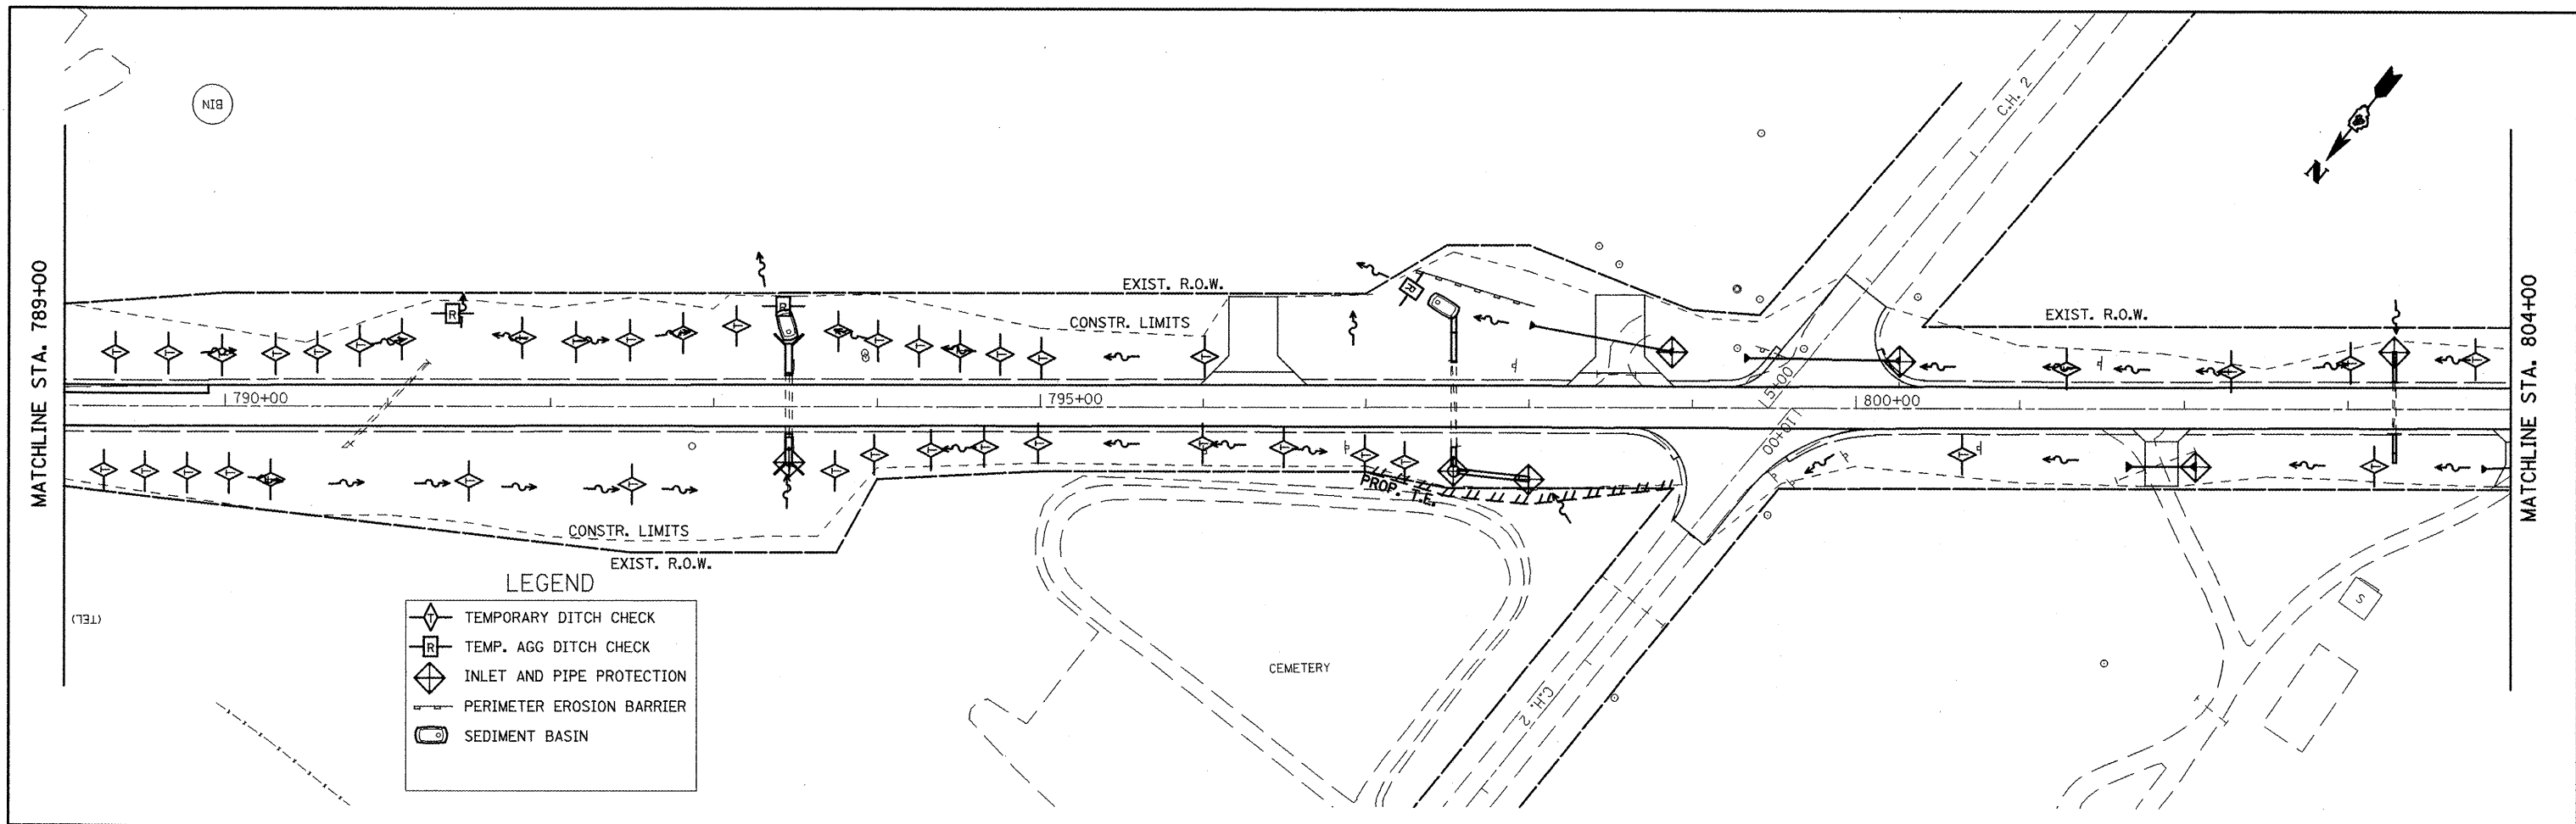 BIN
C.H. 2
N
MATCHLINE STA. 789+00
EXIST. R.O.W.
CONSTR. LIMITS
EXIST. R.O.W.
MATCHLINE STA. 804+00
R
R
R
790+00
795+00
15+00
800+00
110+00
PROP. T.E.
CONSTR. LIMITS
EXIST. R.O.W.
LEGEND
T TEMPORARY DITCH CHECK
R TEMP. AGG DITCH CHECK
INLET AND PIPE PROTECTION
PERIMETER EROSION BARRIER
SEDIMENT BASIN
(TEL)
CEMETERY
C.H. 2
S